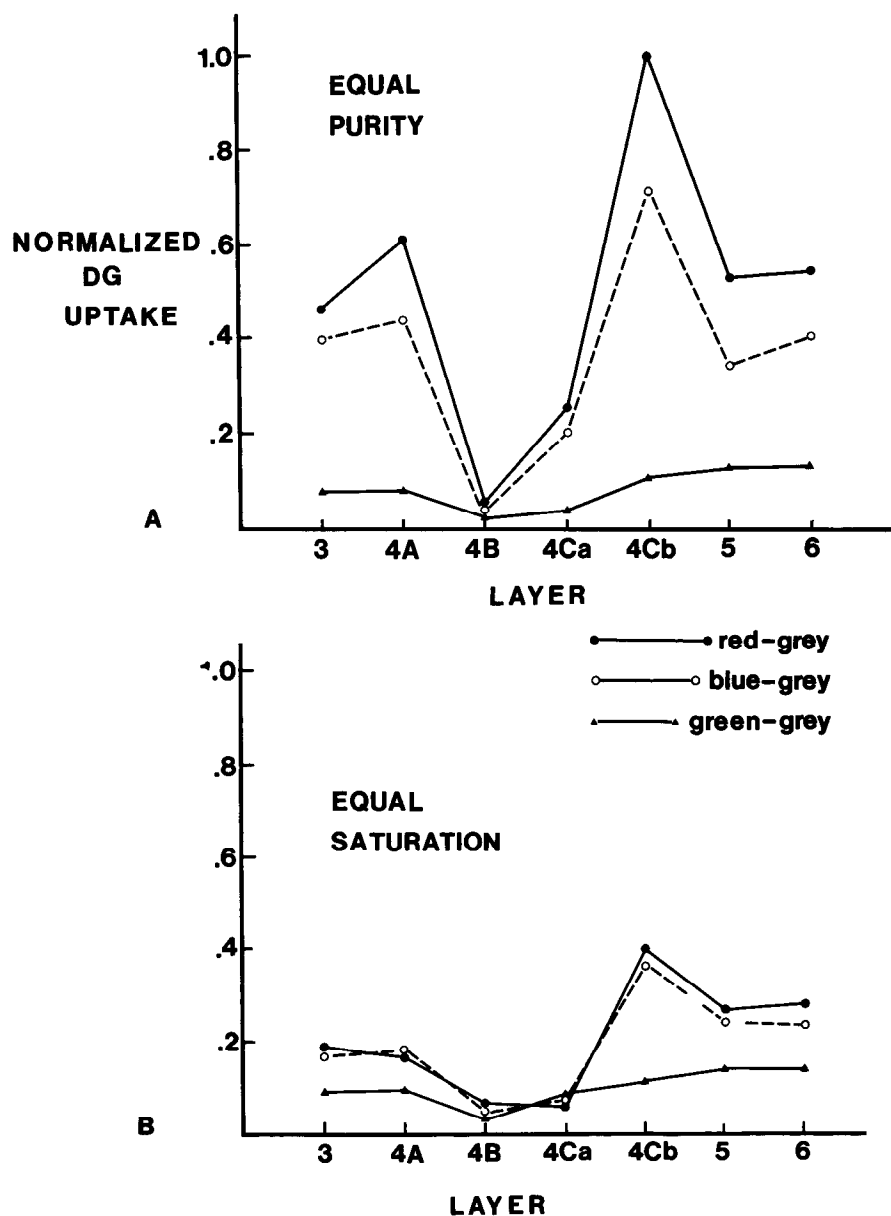 1.0
EQUAL
PURITY
.8
NORMALIZED
DG
UPTAKE
.6
.4
.2
A
3 4A 4B 4Ca 4Cb 5 6
LAYER
red-grey
blue-grey
green-grey
.0
.8
EQUAL
SATURATION
.6
.4
.2
B
3 4A 4B 4Ca 4Cb 5 6
LAYER